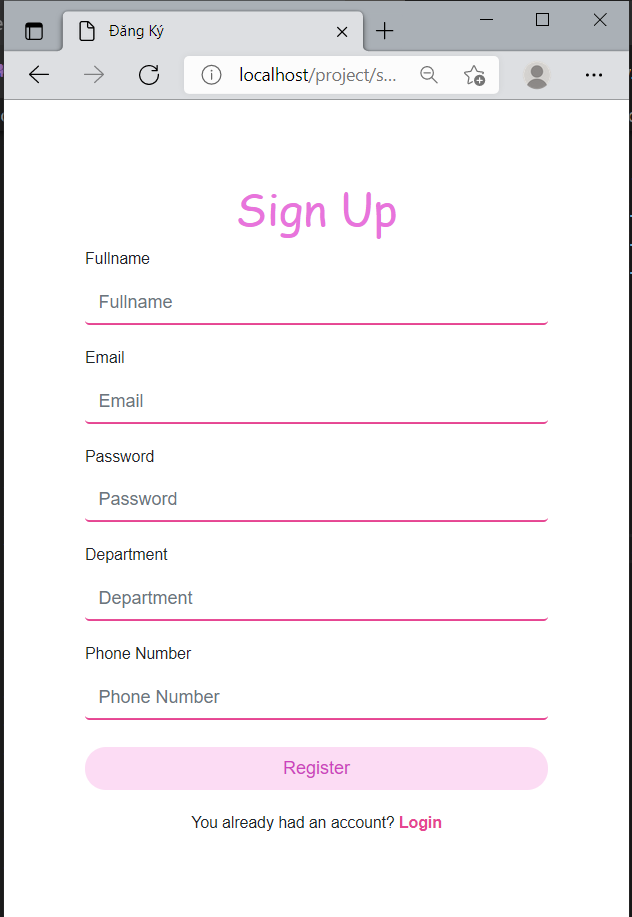 Đăng Ký
localhost/project/s...
Sign Up
Fullname
Fullname
Email
Email
Password
Password
Department
Department
Phone Number
Phone Number
Register
You already had an account? Login